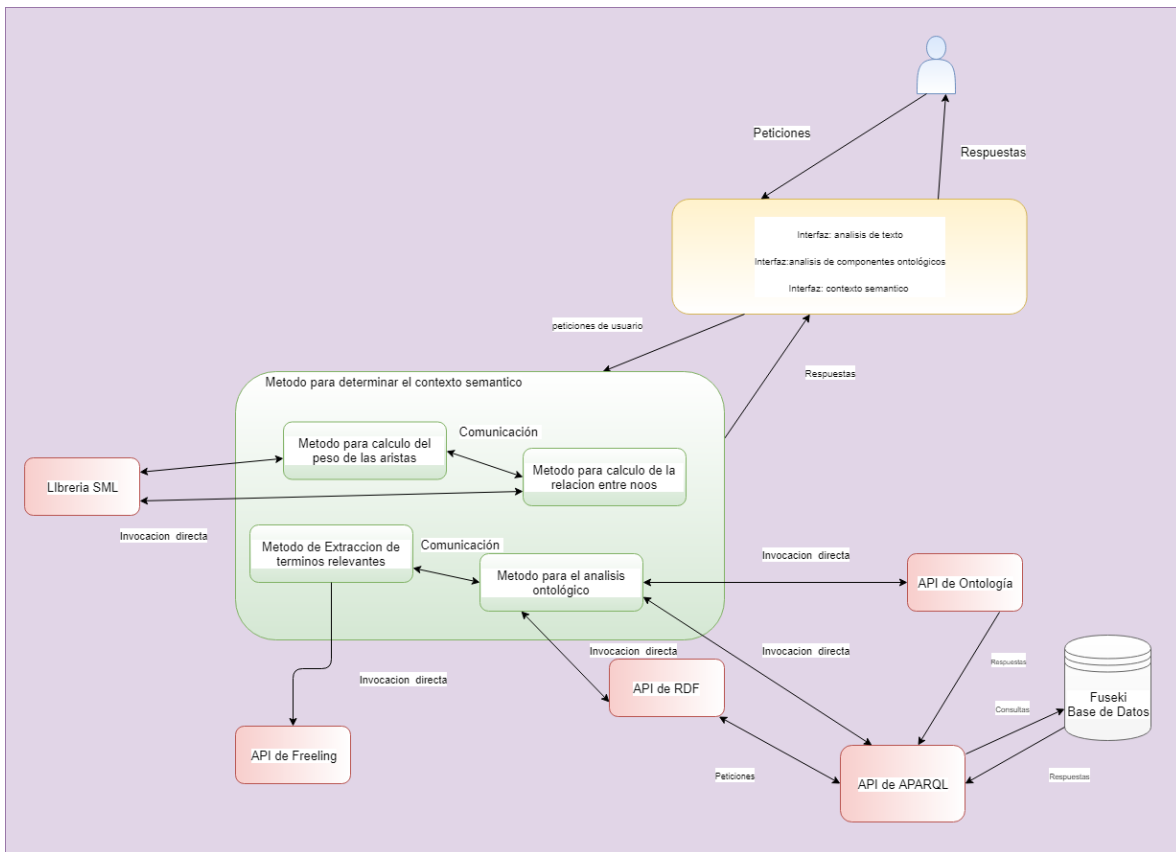 Peticiones
Respuestas
Interfaz: analisis de texto
Interfaz:analisis de componentes ontológicos
Interfaz: contexto semantico
peticiones de usuario
Respuestas
Metodo para determinar el contexto semantico
Metodo para calculo del
peso de las aristas
Comunicación
Metodo para calculo de la
relacion entre noos
LIbreria SML
Invocacion directa
Metodo de Extraccion de
terminos relevantes
Comunicación
Metodo para el analisis
ontológico
Invocacion directa
API de Ontología
Invocacion directa
Invocacion directa
Respuestas
Invocacion directa
API de RDF
Fuseki
Base de Datos
Consultas
API de Freeling
Peticiones
API de APARQL
Respuestas